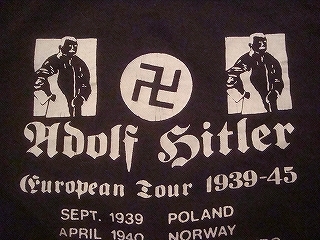 Adolf Hitler
European Tour 1939-45
SEPT. 1939 POLAND
APRIL 1940 NORWAY